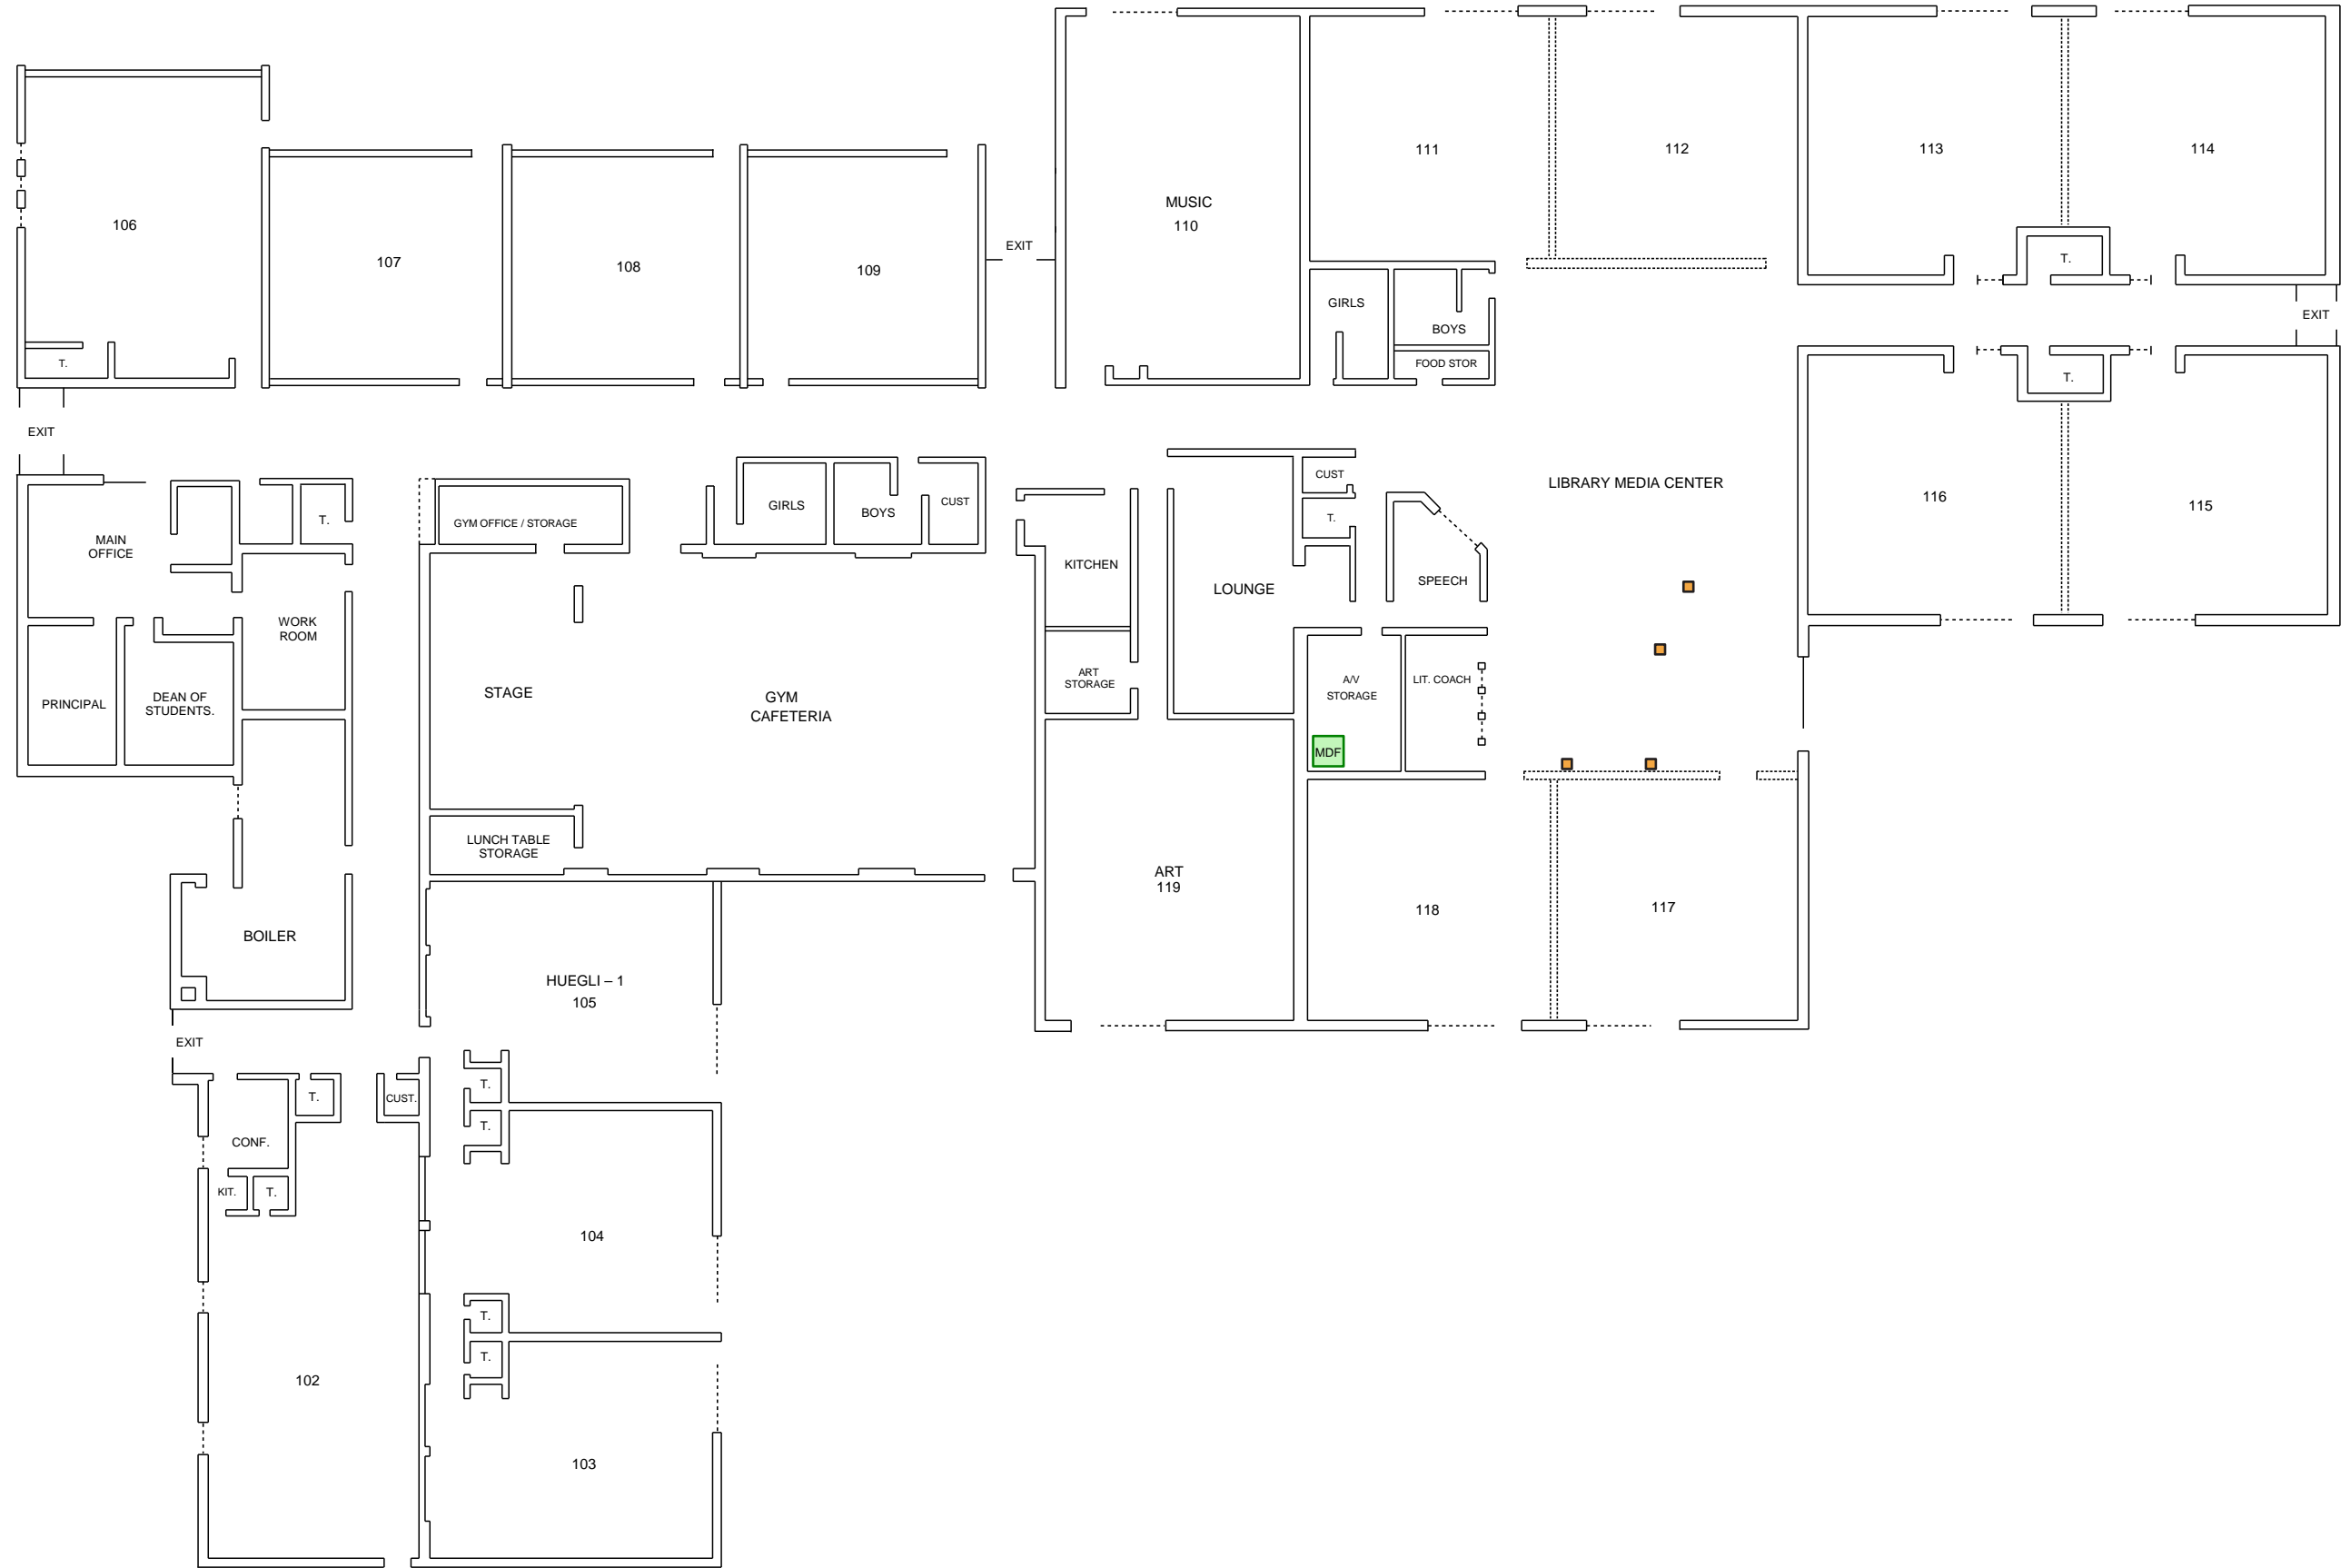 111
112
113
114
MUSIC
110
106
107
108
109
EXIT
T.
GIRLS
BOYS
FOOD STOR
EXIT
T.
T.
EXIT
MAIN
OFFICE
T.
GYM OFFICE / STORAGE
GIRLS
BOYS
CUST
KITCHEN
LOUNGE
CUST
T.
SPEECH
LIBRARY MEDIA CENTER
116
115
WORK
ROOM
PRINCIPAL
DEAN OF
STUDENTS.
STAGE
GYM
CAFETERIA
ART
STORAGE
A/V
STORAGE
LIT. COACH
MDF
LUNCH TABLE
STORAGE
ART
119
118
117
BOILER
HUEGLI – 1
105
EXIT
T.
CUST.
T.
T.
CONF.
KIT.
T.
104
T.
T.
102
103